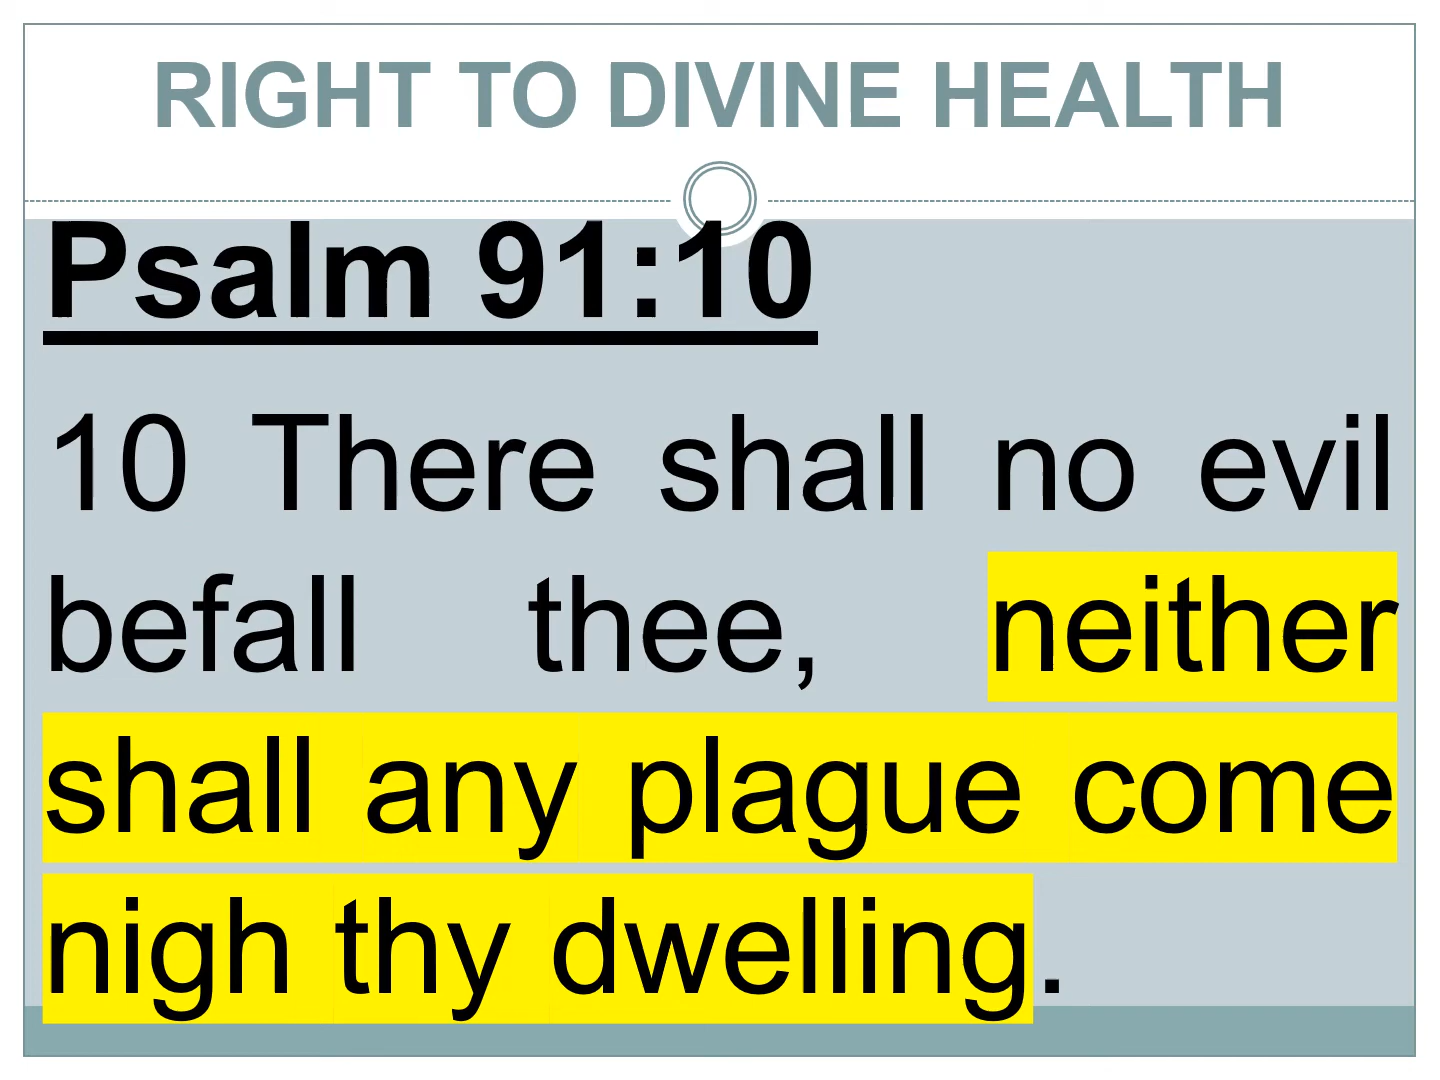 RIGHT TO DIVINE HEALTH
Psalm 91:10
10 There shall no evil
befall thee, neither
shall any plague come
nigh thy dwelling.